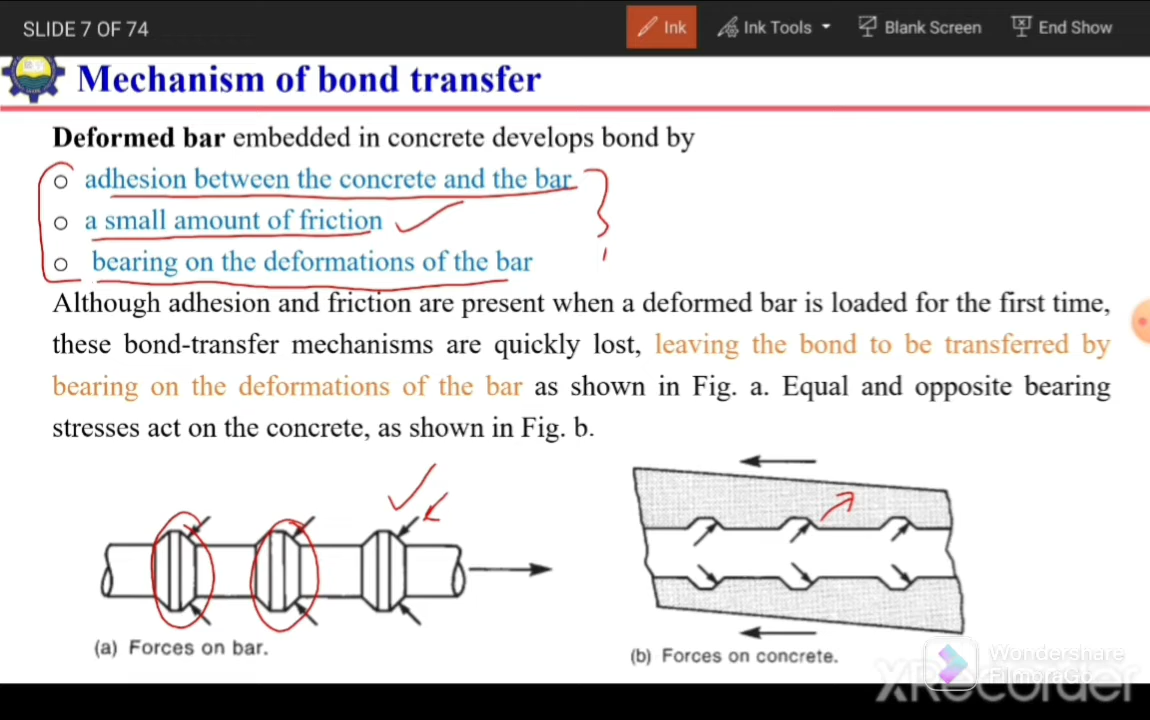 SLIDE 7 OF 74
Ink
Ink Tools
Blank Screen
End Show
Mechanism of bond transfer
Deformed bar embedded in concrete develops bond by
adhesion between the concrete and the bar
a small amount of friction
bearing on the deformations of the bar
Although adhesion and friction are present when a deformed bar is loaded for the first time,
these bond-transfer mechanisms are quickly lost, leaving the bond to be transferred by
bearing on the deformations of the bar as shown in Fig. a. Equal and opposite bearing
stresses act on the concrete, as shown in Fig. b.
(a) Forces on bar.
(b) Forces on concrete.
Wondershare
FilmoraGo
XRecorder